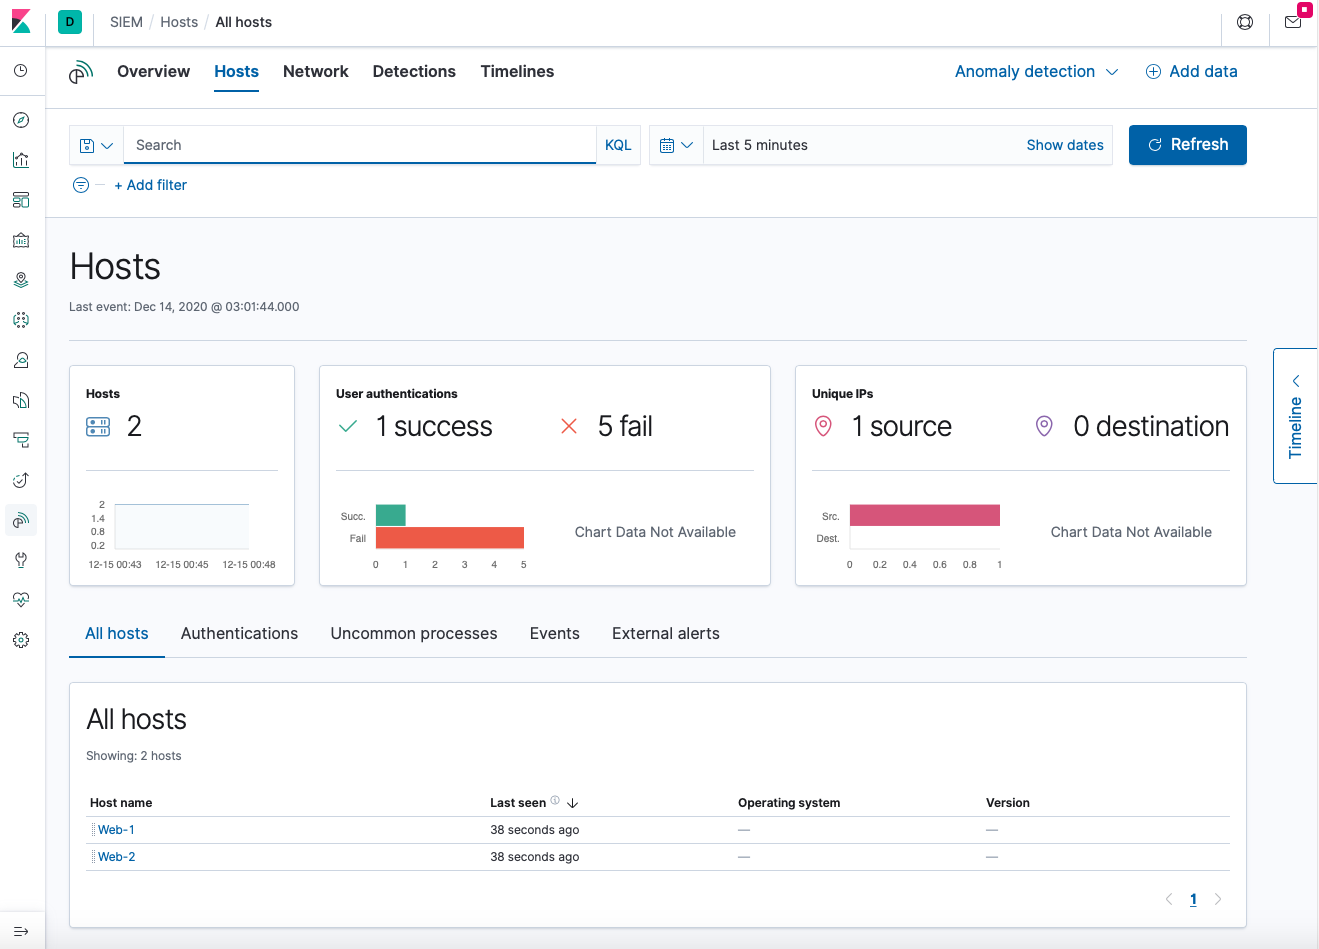 D SIEM / Hosts / All hosts
Overview Hosts Network Detections Timelines Anomaly detection Add data
Search KQL Last 5 minutes Show dates Refresh
+ Add filter
Hosts
Last event: Dec 14, 2020 @ 03:01:44.000
Timeline
Hosts
2
2
1.4
0.8
0.2
12-15 00:43 12-15 00:45 12-15 00:48
User authentications
1 success 5 fail
Succ.
Fail
0 1 2 3 4 5
Chart Data Not Available
Unique IPs
1 source 0 destination
Src.
Dest.
0 0.2 0.4 0.6 0.8 1
Chart Data Not Available
All hosts Authentications Uncommon processes Events External alerts
All hosts
Showing: 2 hosts
Host name Last seen Operating system Version
Web-1 38 seconds ago — —
Web-2 38 seconds ago — —
1